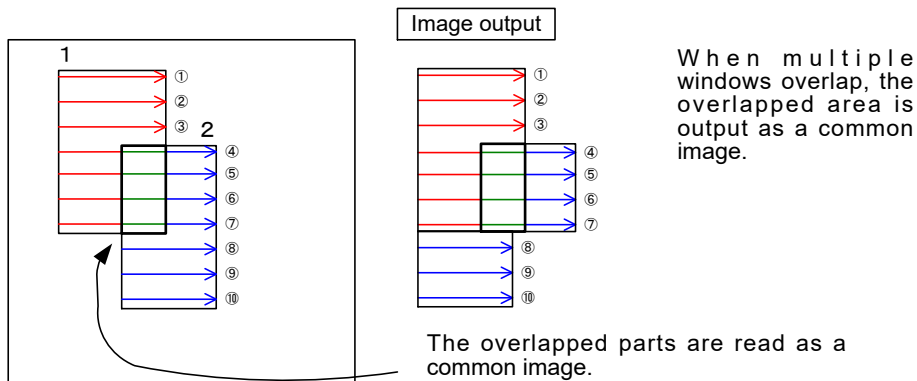 Image output
1
①
②
③
2
④
⑤
⑥
⑦
⑧
⑨
⑩
①
②
③
④
⑤
⑥
⑦
⑧
⑨
⑩
When multiple
windows overlap, the
overlapped area is
output as a common
image.
The overlapped parts are read as a
common image.